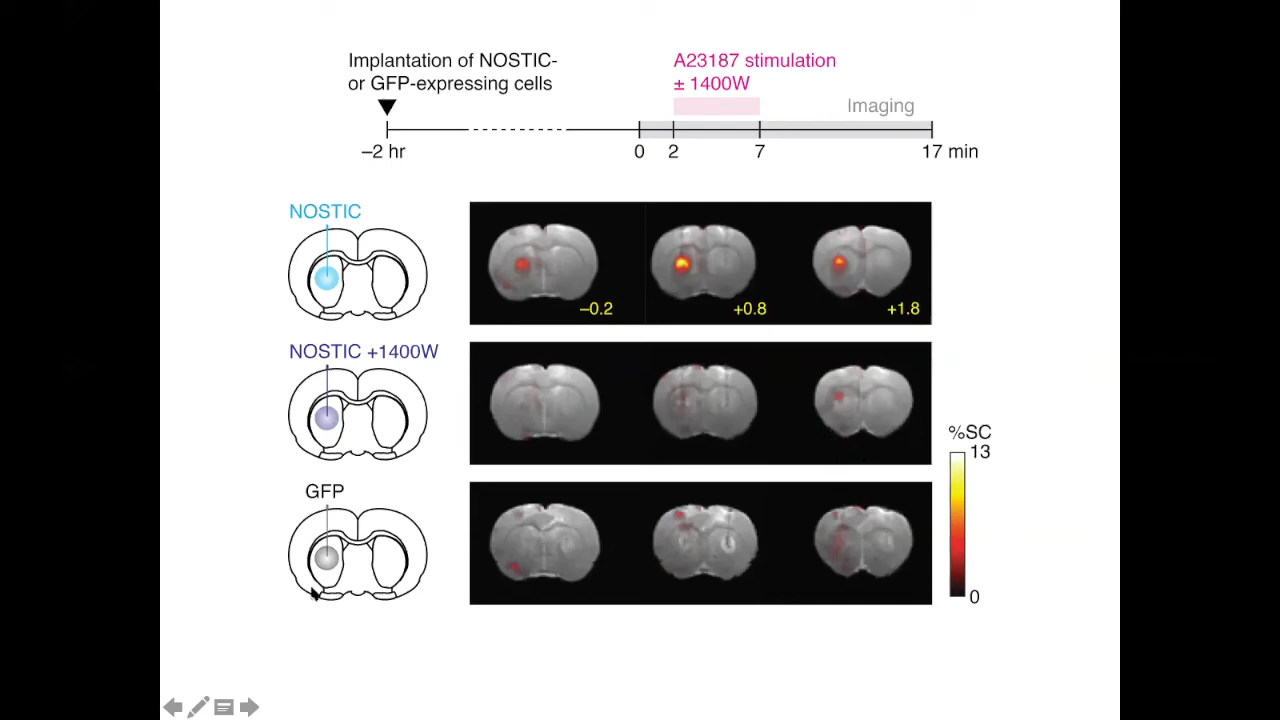 Implantation of NOSTIC-
or GFP-expressing cells
A23187 stimulation
± 1400W
Imaging
–2 hr
0
2
7
17 min
NOSTIC
–0.2
+0.8
+1.8
NOSTIC +1400W
GFP
%SC
13
0